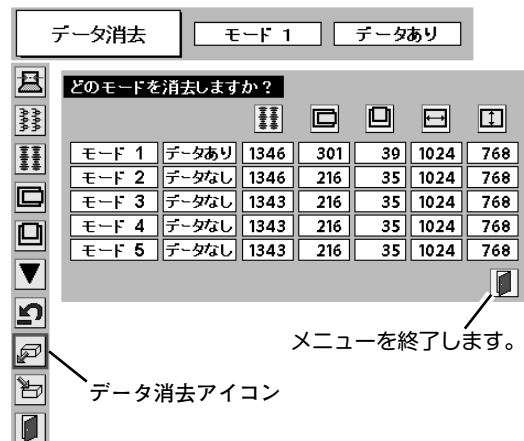 データ消去 モード 1 データあり
どのモードを消去しますか？
モード 1 データあり 1346 301 39 1024 768
モード 2 データなし 1346 216 35 1024 768
モード 3 データなし 1343 216 35 1024 768
モード 4 データなし 1343 216 35 1024 768
モード 5 データなし 1343 216 35 1024 768
メニューを終了します。
データ消去アイコン